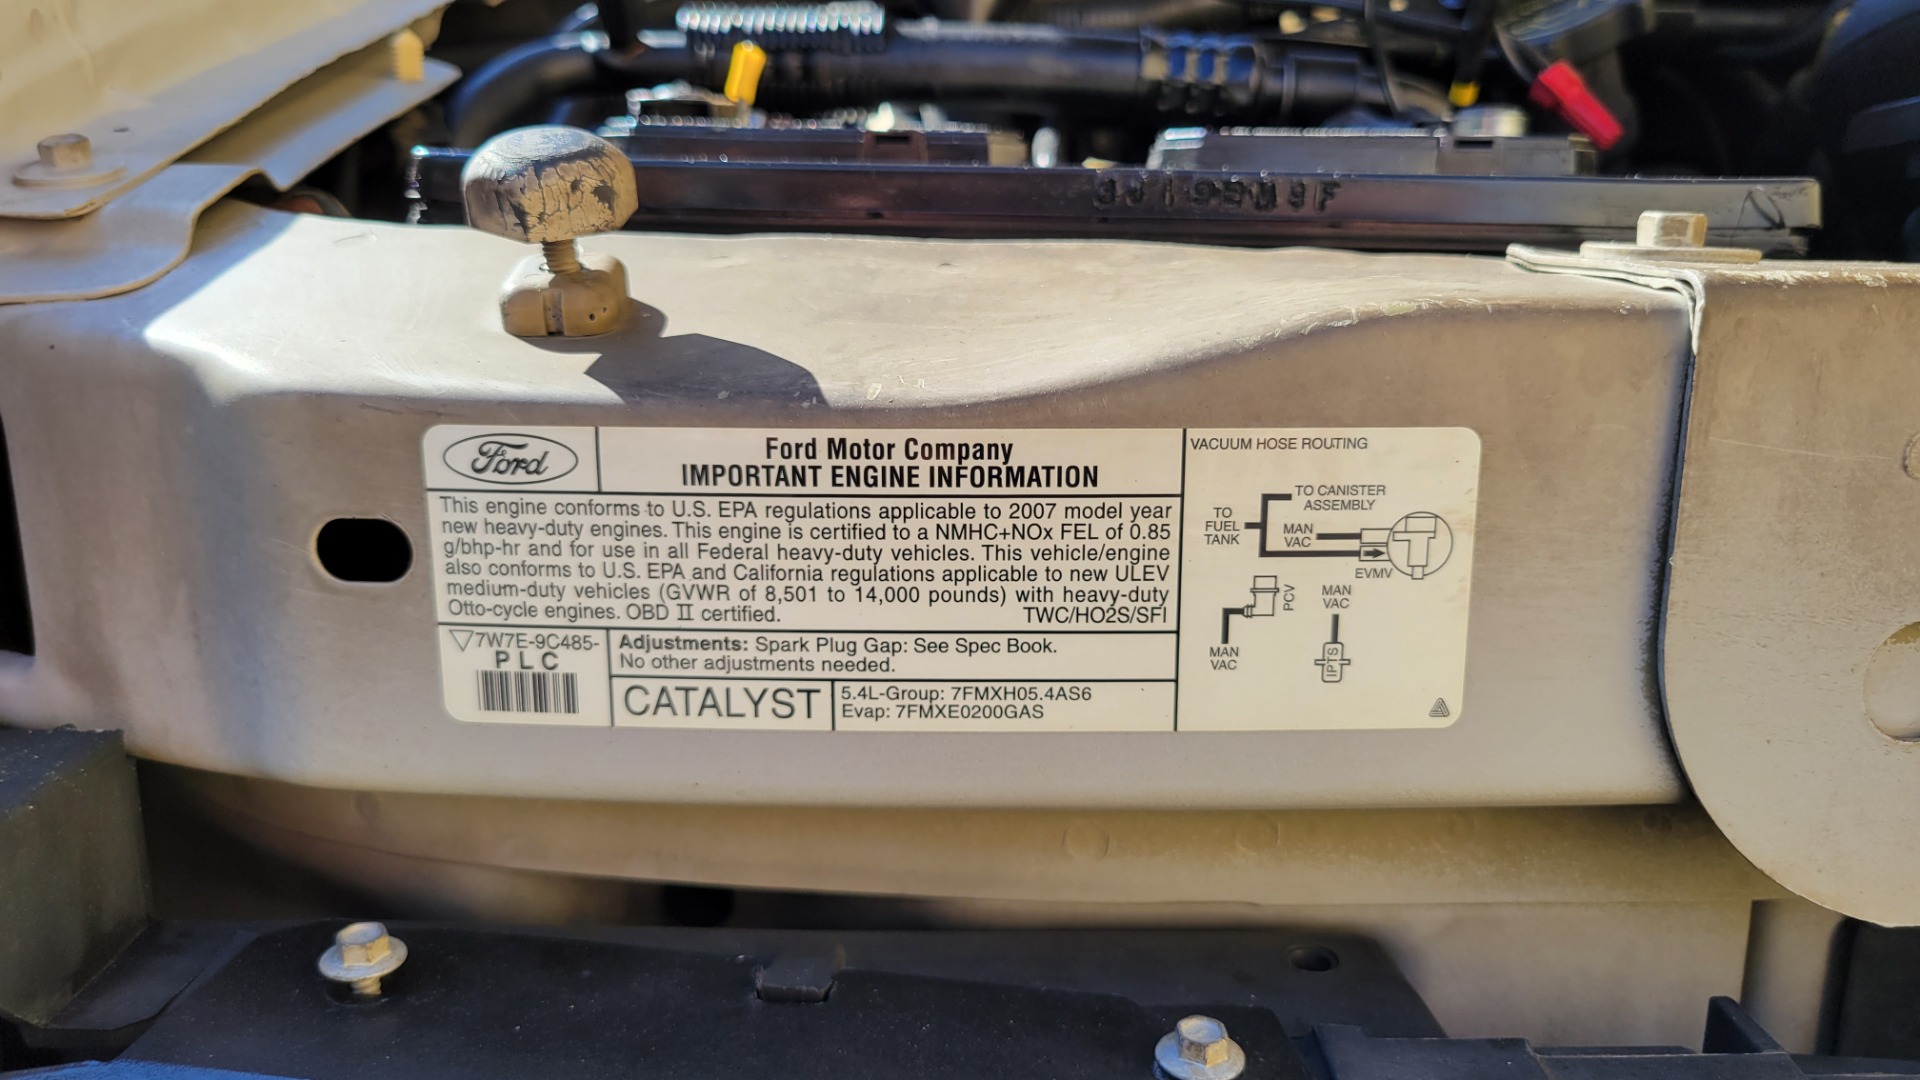 Ford
Ford Motor Company
IMPORTANT ENGINE INFORMATION
This engine conforms to U.S. EPA regulations applicable to 2007 model year
new heavy-duty engines. This engine is certified to a NMHC+NOx FEL of 0.85
g/bhp-hr and for use in all Federal heavy-duty vehicles. This vehicle/engine
also conforms to U.S. EPA and California regulations applicable to new ULEV
medium-duty vehicles (GVWR of 8,501 to 14,000 pounds) with heavy-duty
Otto-cycle engines. OBD II certified. TWC/HO2S/SFI
7W7E-9C485-
PLC
Adjustments: Spark Plug Gap: See Spec Book.
No other adjustments needed.
CATALYST
5.4L-Group: 7FMXH05.4AS6
Evap: 7FMXE0200GAS
VACUUM HOSE ROUTING
TO CANISTER
ASSEMBLY
TO
FUEL
TANK
MAN
VAC
EVMV
PCV
MAN
VAC
MAN
VAC
IPTS